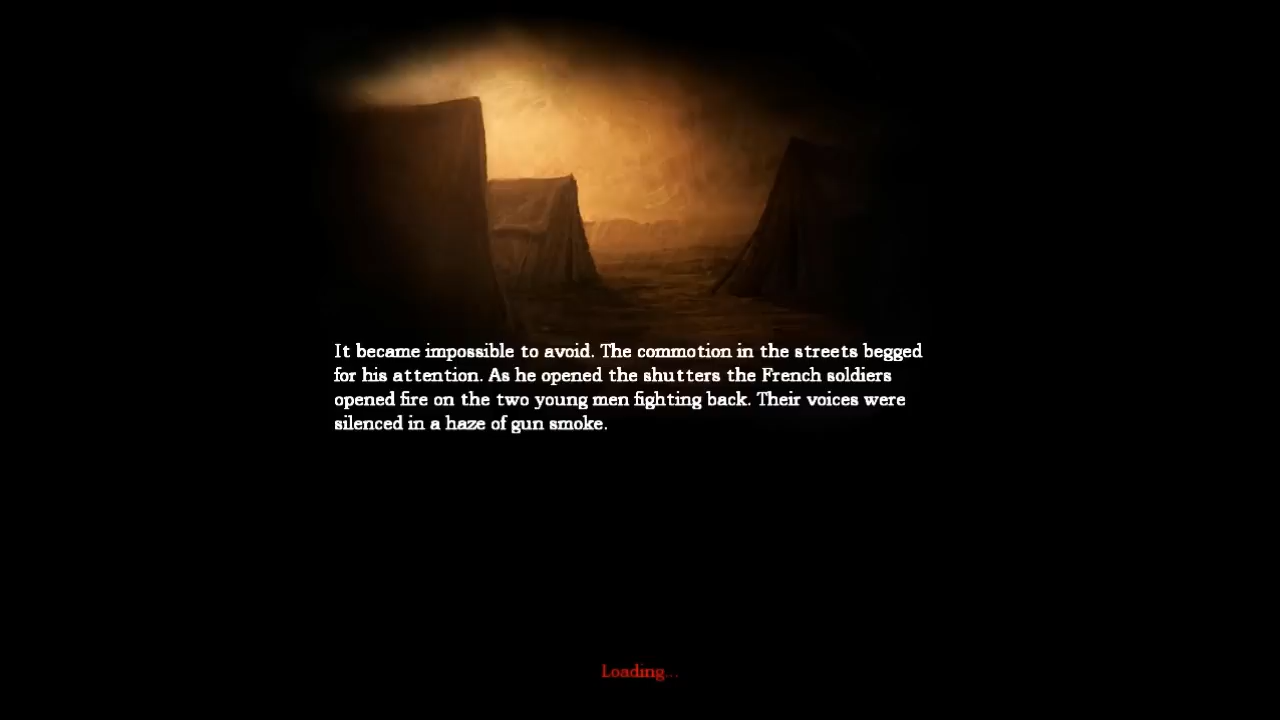 It became impossible to avoid. The commotion in the streets begged
for his attention. As he opened the shutters the French soldiers
opened fire on the two young men fighting back. Their voices were
silenced in a haze of gun smoke.
Loading...